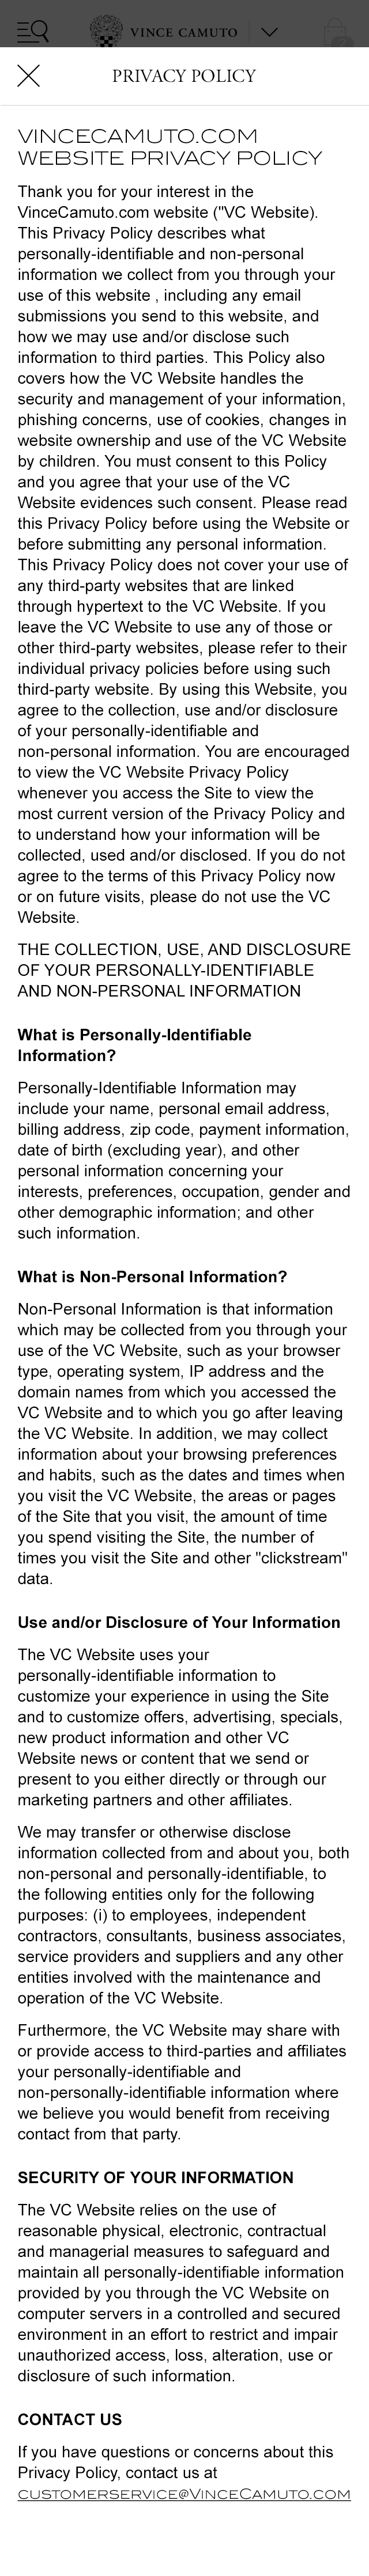 VINCE CAMUTO
PRIVACY POLICY
VINCECAMUTO.COM
WEBSITE PRIVACY POLICY
Thank you for your interest in the
VinceCamuto.com website ("VC Website).
This Privacy Policy describes what
personally-identifiable and non-personal
information we collect from you through your
use of this website , including any email
submissions you send to this website, and
how we may use and/or disclose such
information to third parties. This Policy also
covers how the VC Website handles the
security and management of your information,
phishing concerns, use of cookies, changes in
website ownership and use of the VC Website
by children. You must consent to this Policy
and you agree that your use of the VC
Website evidences such consent. Please read
this Privacy Policy before using the Website or
before submitting any personal information.
This Privacy Policy does not cover your use of
any third-party websites that are linked
through hypertext to the VC Website. If you
leave the VC Website to use any of those or
other third-party websites, please refer to their
individual privacy policies before using such
third-party website. By using this Website, you
agree to the collection, use and/or disclosure
of your personally-identifiable and
non-personal information. You are encouraged
to view the VC Website Privacy Policy
whenever you access the Site to view the
most current version of the Privacy Policy and
to understand how your information will be
collected, used and/or disclosed. If you do not
agree to the terms of this Privacy Policy now
or on future visits, please do not use the VC
Website.
THE COLLECTION, USE, AND DISCLOSURE
OF YOUR PERSONALLY-IDENTIFIABLE
AND NON-PERSONAL INFORMATION
What is Personally-Identifiable
Information?
Personally-Identifiable Information may
include your name, personal email address,
billing address, zip code, payment information,
date of birth (excluding year), and other
personal information concerning your
interests, preferences, occupation, gender and
other demographic information; and other
such information.
What is Non-Personal Information?
Non-Personal Information is that information
which may be collected from you through your
use of the VC Website, such as your browser
type, operating system, IP address and the
domain names from which you accessed the
VC Website and to which you go after leaving
the VC Website. In addition, we may collect
information about your browsing preferences
and habits, such as the dates and times when
you visit the VC Website, the areas or pages
of the Site that you visit, the amount of time
you spend visiting the Site, the number of
times you visit the Site and other "clickstream"
data.
Use and/or Disclosure of Your Information
The VC Website uses your
personally-identifiable information to
customize your experience in using the Site
and to customize offers, advertising, specials,
new product information and other VC
Website news or content that we send or
present to you either directly or through our
marketing partners and other affiliates.
We may transfer or otherwise disclose
information collected from and about you, both
non-personal and personally-identifiable, to
the following entities only for the following
purposes: (i) to employees, independent
contractors, consultants, business associates,
service providers and suppliers and any other
entities involved with the maintenance and
operation of the VC Website.
Furthermore, the VC Website may share with
or provide access to third-parties and affiliates
your personally-identifiable and
non-personally-identifiable information where
we believe you would benefit from receiving
contact from that party.
SECURITY OF YOUR INFORMATION
The VC Website relies on the use of
reasonable physical, electronic, contractual
and managerial measures to safeguard and
maintain all personally-identifiable information
provided by you through the VC Website on
computer servers in a controlled and secured
environment in an effort to restrict and impair
unauthorized access, loss, alteration, use or
disclosure of such information.
CONTACT US
If you have questions or concerns about this
Privacy Policy, contact us at
CUSTOMERSERVICE@VINCECAMUTO.COM